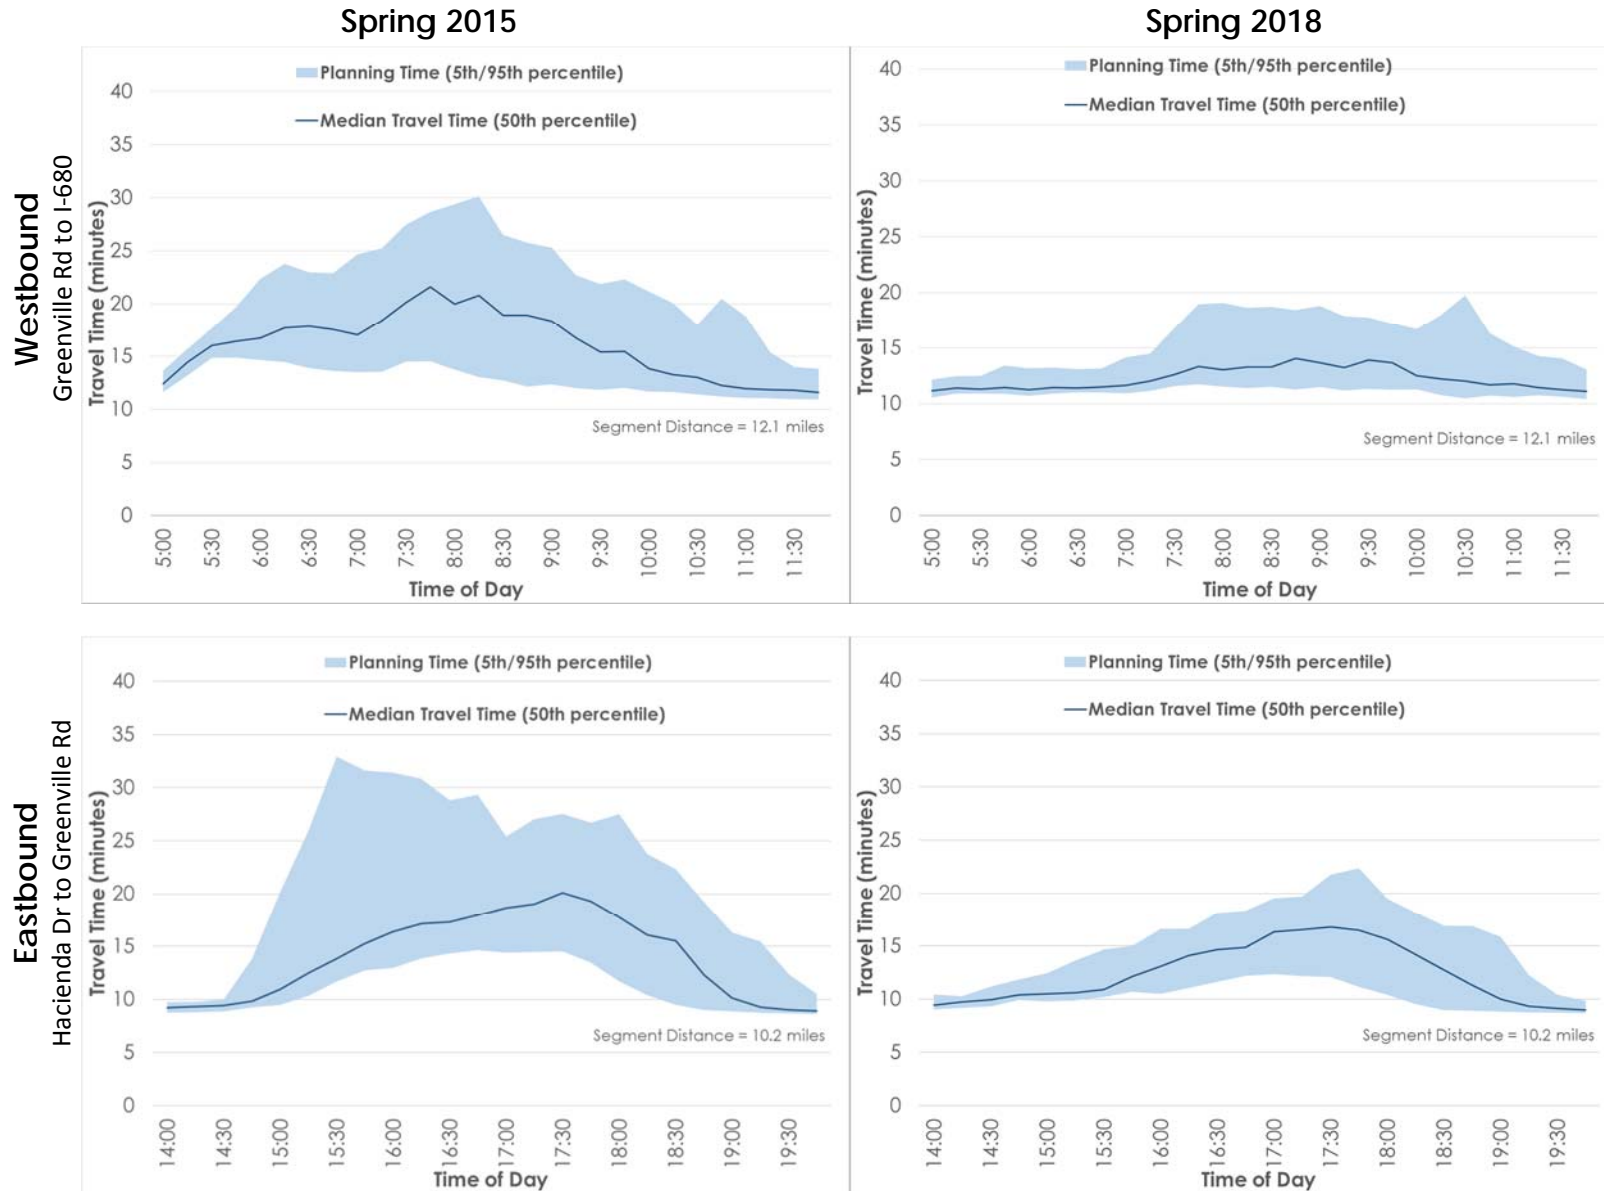 Spring 2015
Spring 2018
Westbound
Greenville Rd to I-680
Planning Time (5th/95th percentile)
Median Travel Time (50th percentile)
Travel Time (minutes)
40
35
30
25
20
15
10
5
0
Segment Distance = 12.1 miles
5:00 5:30 6:00 6:30 7:00 7:30 8:00 8:30 9:00 9:30 10:00 10:30 11:00 11:30
Time of Day
Planning Time (5th/95th percentile)
Median Travel Time (50th percentile)
Travel Time (minutes)
40
35
30
25
20
15
10
5
0
Segment Distance = 12.1 miles
5:00 5:30 6:00 6:30 7:00 7:30 8:00 8:30 9:00 9:30 10:00 10:30 11:00 11:30
Time of Day
Eastbound
Hacienda Dr to Greenville Rd
Planning Time (5th/95th percentile)
Median Travel Time (50th percentile)
Travel Time (minutes)
40
35
30
25
20
15
10
5
0
Segment Distance = 10.2 miles
14:00 14:30 15:00 15:30 16:00 16:30 17:00 17:30 18:00 18:30 19:00 19:30
Time of Day
Planning Time (5th/95th percentile)
Median Travel Time (50th percentile)
Travel Time (minutes)
40
35
30
25
20
15
10
5
0
Segment Distance = 10.2 miles
14:00 14:30 15:00 15:30 16:00 16:30 17:00 17:30 18:00 18:30 19:00 19:30
Time of Day